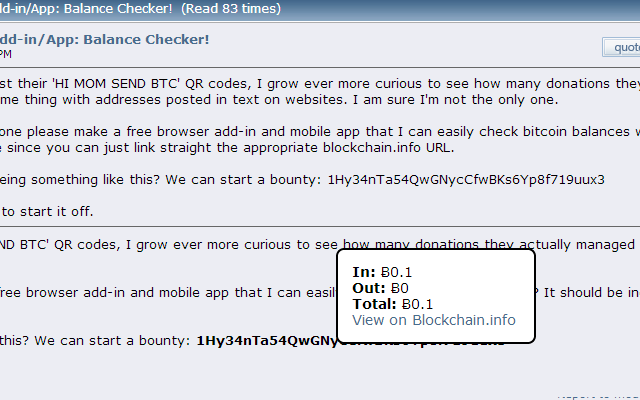 dd-in/App: Balance Checker! (Read 83 times)
dd-in/App: Balance Checker!
PM
quote
st their 'HI MOM SEND BTC' QR codes, I grow ever more curious to see how many donations they
me thing with addresses posted in text on websites. I am sure I'm not the only one.
one please make a free browser add-in and mobile app that I can easily check bitcoin balances w
e since you can just link straight the appropriate blockchain.info URL.
eing something like this? We can start a bounty: 1Hy34nTa54QwGNycCfwBKs6Yp8f719uux3
to start it off.
ND BTC' QR codes, I grow ever more curious to see how many donations they actually managed
In: Ƀ0.1
Out: Ƀ0
Total: Ƀ0.1
View on Blockchain.info
free browser add-in and mobile app that I can easil ? It should be in
this? We can start a bounty: 1Hy34nTa54QwGNy